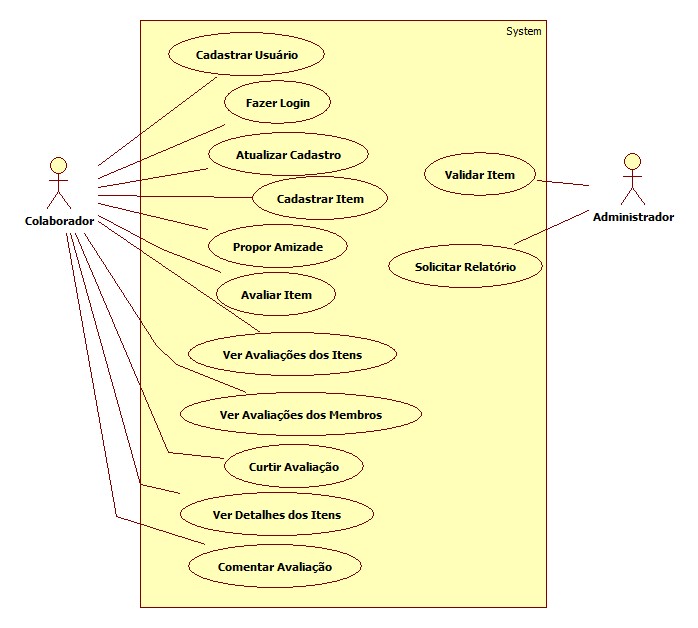 System
Cadastrar Usuário
Fazer Login
Atualizar Cadastro
Validar Item
Cadastrar Item
Colaborador
Administrador
Propor Amizade
Solicitar Relatório
Avaliar Item
Ver Avaliações dos Itens
Ver Avaliações dos Membros
Curtir Avaliação
Ver Detalhes dos Itens
Comentar Avaliação